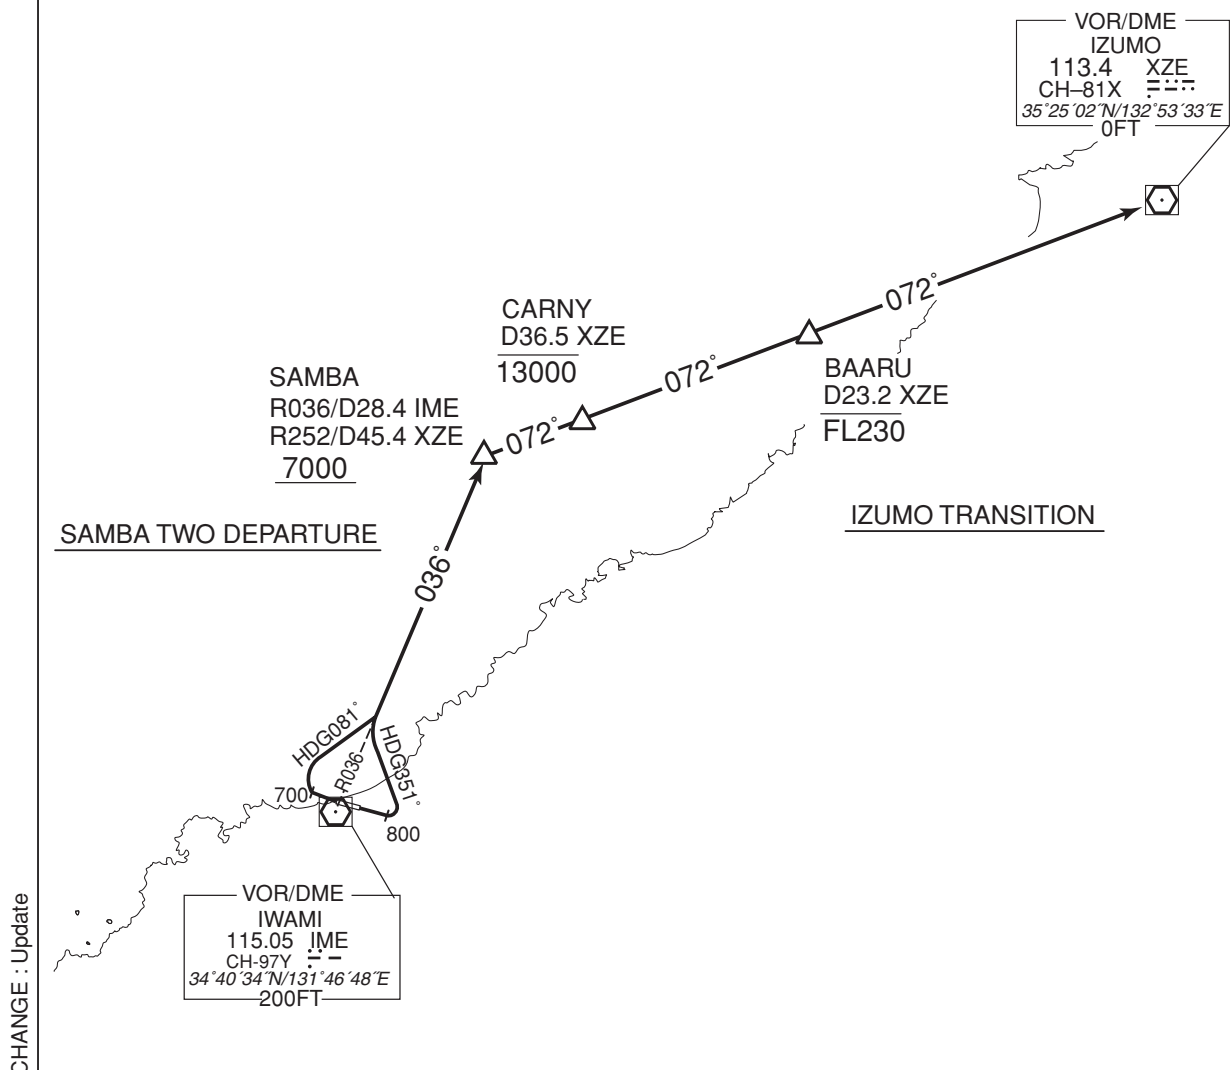 VOR/DME
IZUMO
113.4 XZE
CH–81X
35°25´02˝N/132°53´33˝E
0FT
072°
CARNY
D36.5 XZE
13000
072°
BAARU
D23.2 XZE
FL230
SAMBA
R036/D28.4 IME
R252/D45.4 XZE
7000
072°
SAMBA TWO DEPARTURE
IZUMO TRANSITION
036°
HDG081°
R036
HDG351°
700
800
VOR/DME
IWAMI
115.05 IME
CH-97Y
34°40´34˝N/131°46´48˝E
200FT
CHANGE : Update